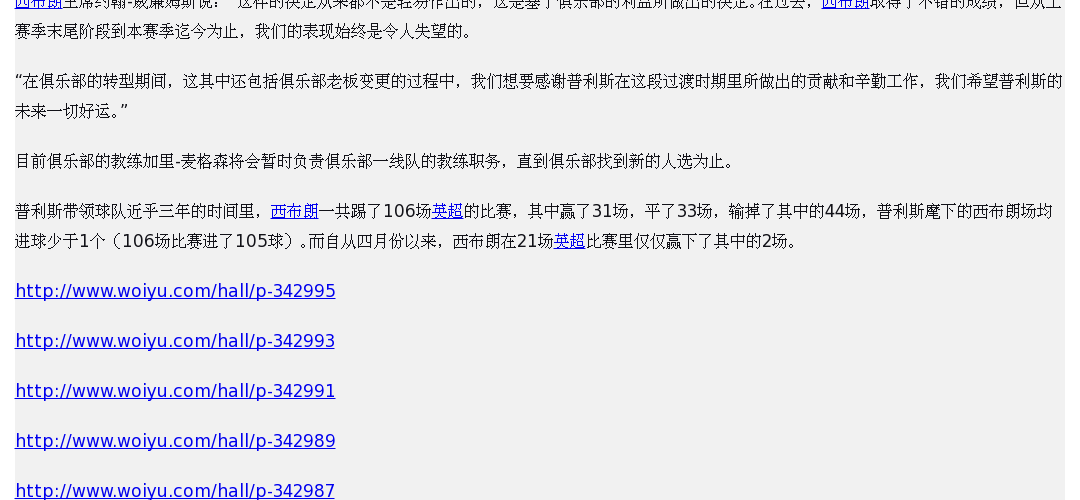 西布朗主席约翰-威廉姆斯说：“这样的决定从来都不是轻易作出的，这是基于俱乐部的利益所做出的决定。在过去，西布朗取得了不错的成绩，但从上
赛季末尾阶段到本赛季迄今为止，我们的表现始终是令人失望的。
“在俱乐部的转型期间，这其中还包括俱乐部老板变更的过程中，我们想要感谢普利斯在这段过渡时期里所做出的贡献和辛勤工作，我们希望普利斯的
未来一切好运。”
目前俱乐部的教练加里-麦格森将会暂时负责俱乐部一线队的教练职务，直到俱乐部找到新的人选为止。
普利斯带领球队近乎三年的时间里，西布朗一共踢了106场英超的比赛，其中赢了31场，平了33场，输掉了其中的44场，普利斯麾下的西布朗场均
进球少于1个（106场比赛进了105球）。而自从四月份以来，西布朗在21场英超比赛里仅仅赢下了其中的2场。
http://www.woiyu.com/hall/p-342995
http://www.woiyu.com/hall/p-342993
http://www.woiyu.com/hall/p-342991
http://www.woiyu.com/hall/p-342989
http://www.woiyu.com/hall/p-342987